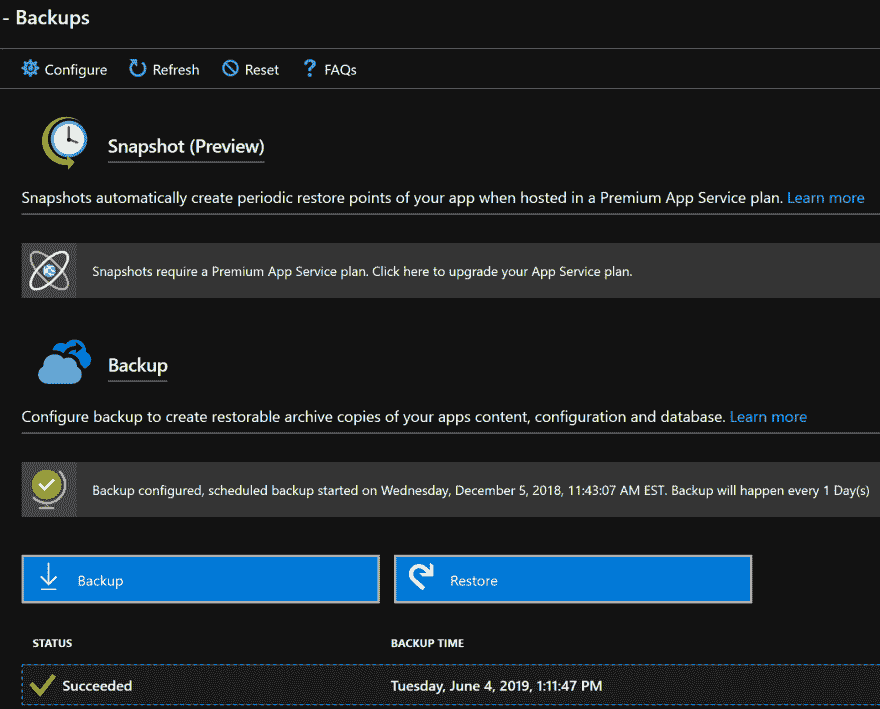 - Backups
Configure Refresh Reset ? FAQs
Snapshot (Preview)
Snapshots automatically create periodic restore points of your app when hosted in a Premium App Service plan. Learn more
Snapshots require a Premium App Service plan. Click here to upgrade your App Service plan.
Backup
Configure backup to create restorable archive copies of your apps content, configuration and database. Learn more
Backup configured, scheduled backup started on Wednesday, December 5, 2018, 11:43:07 AM EST. Backup will happen every 1 Day(s)
Backup Restore
STATUS BACKUP TIME
Succeeded Tuesday, June 4, 2019, 1:11:47 PM